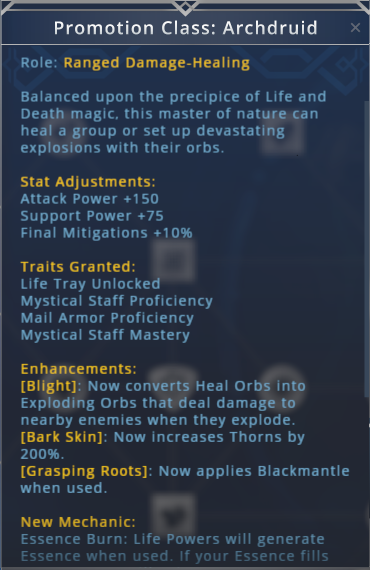 Promotion Class: Archdruid
Role: Ranged Damage-Healing
Balanced upon the precipice of Life and
Death magic, this master of nature can
heal a group or set up devastating
explosions with their orbs.
Stat Adjustments:
Attack Power +150
Support Power +75
Final Mitigations +10%
Traits Granted:
Life Tray Unlocked
Mystical Staff Proficiency
Mail Armor Proficiency
Mystical Staff Mastery
Enhancements:
[Blight]: Now converts Heal Orbs into
Exploding Orbs that deal damage to
nearby enemies when they explode.
[Bark Skin]: Now increases Thorns by
200%.
[Grasping Roots]: Now applies Blackmantle
when used.
New Mechanic:
Essence Burn: Life Powers will generate
Essence when used. If your Essence fills